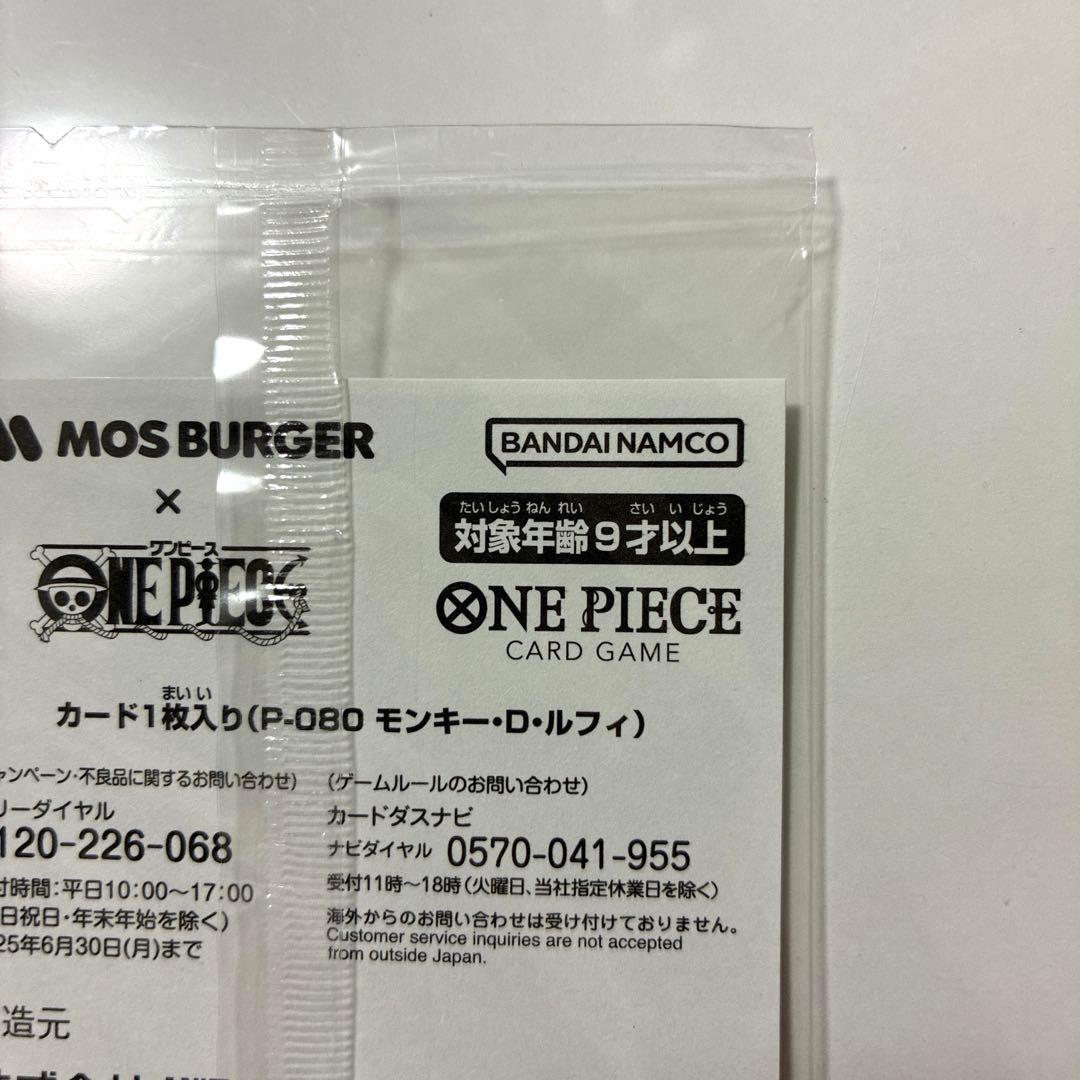 MOS BURGER
×
ワンピース
ONE PIECE
まいい
カード1枚入り(P-080 モンキー・D・ルフィ)
ャンペーン・不良品に関するお問い合わせ)
リーダイヤル
120-226-068
付時間:平日10:00〜17:00
日祝日・年末年始を除く)
25年6月30日(月)まで
造元
BANDAI NAMCO
たいしょうねんれい さいいじょう
対象年齢9才以上
ONE PIECE
CARD GAME
(ゲームルールのお問い合わせ)
カードダスナビ
ナビダイヤル 0570-041-955
受付11時〜18時(火曜日、当社指定休業日を除く)
海外からのお問い合わせは受け付けておりません。
Customer service inquiries are not accepted
from outside Japan.